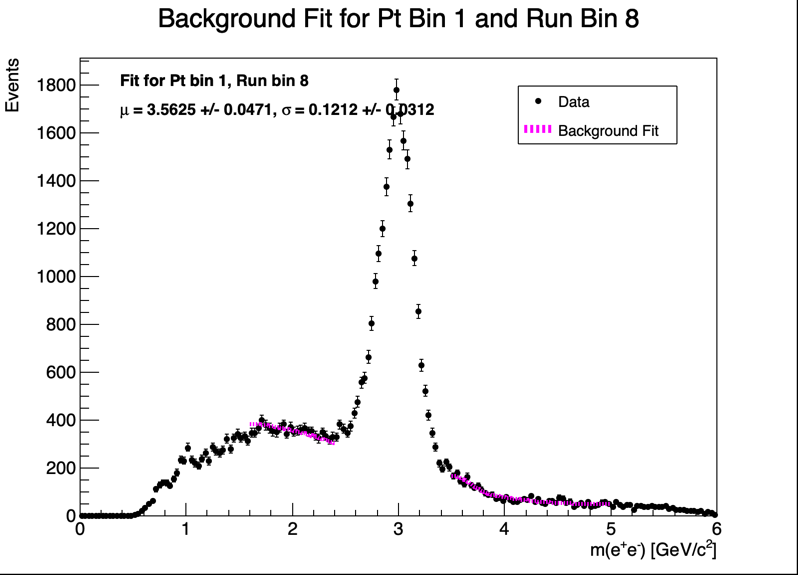 Background Fit for Pt Bin 1 and Run Bin 8
Events
Fit for Pt bin 1, Run bin 8
μ = 3.5625 +/- 0.0471, σ = 0.1212 +/- 0.0312
Data
Background Fit
1800
1600
1400
1200
1000
800
600
400
200
0
0 1 2 3 4 5 6
m(e⁺e⁻) [GeV/c²]